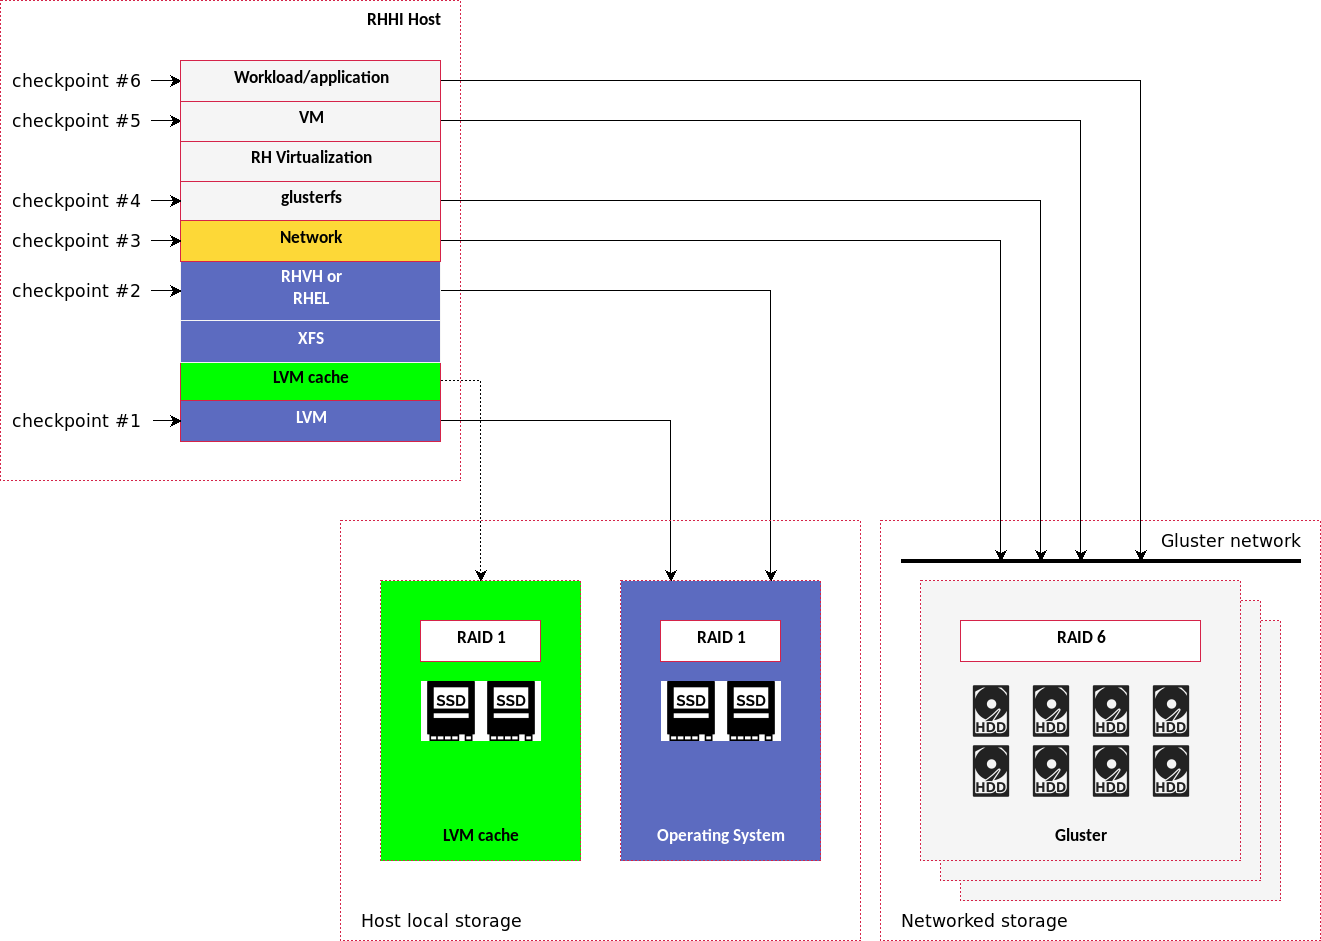 RHHI Host
checkpoint #6
Workload/application
checkpoint #5
VM
RH Virtualization
checkpoint #4
glusterfs
checkpoint #3
Network
checkpoint #2
RHVH or
RHEL
XFS
LVM cache
checkpoint #1
LVM
RAID 1
SSD SSD
LVM cache
RAID 1
SSD SSD
Operating System
Host local storage
Gluster network
RAID 6
HDD HDD HDD HDD
HDD HDD HDD HDD
Gluster
Networked storage